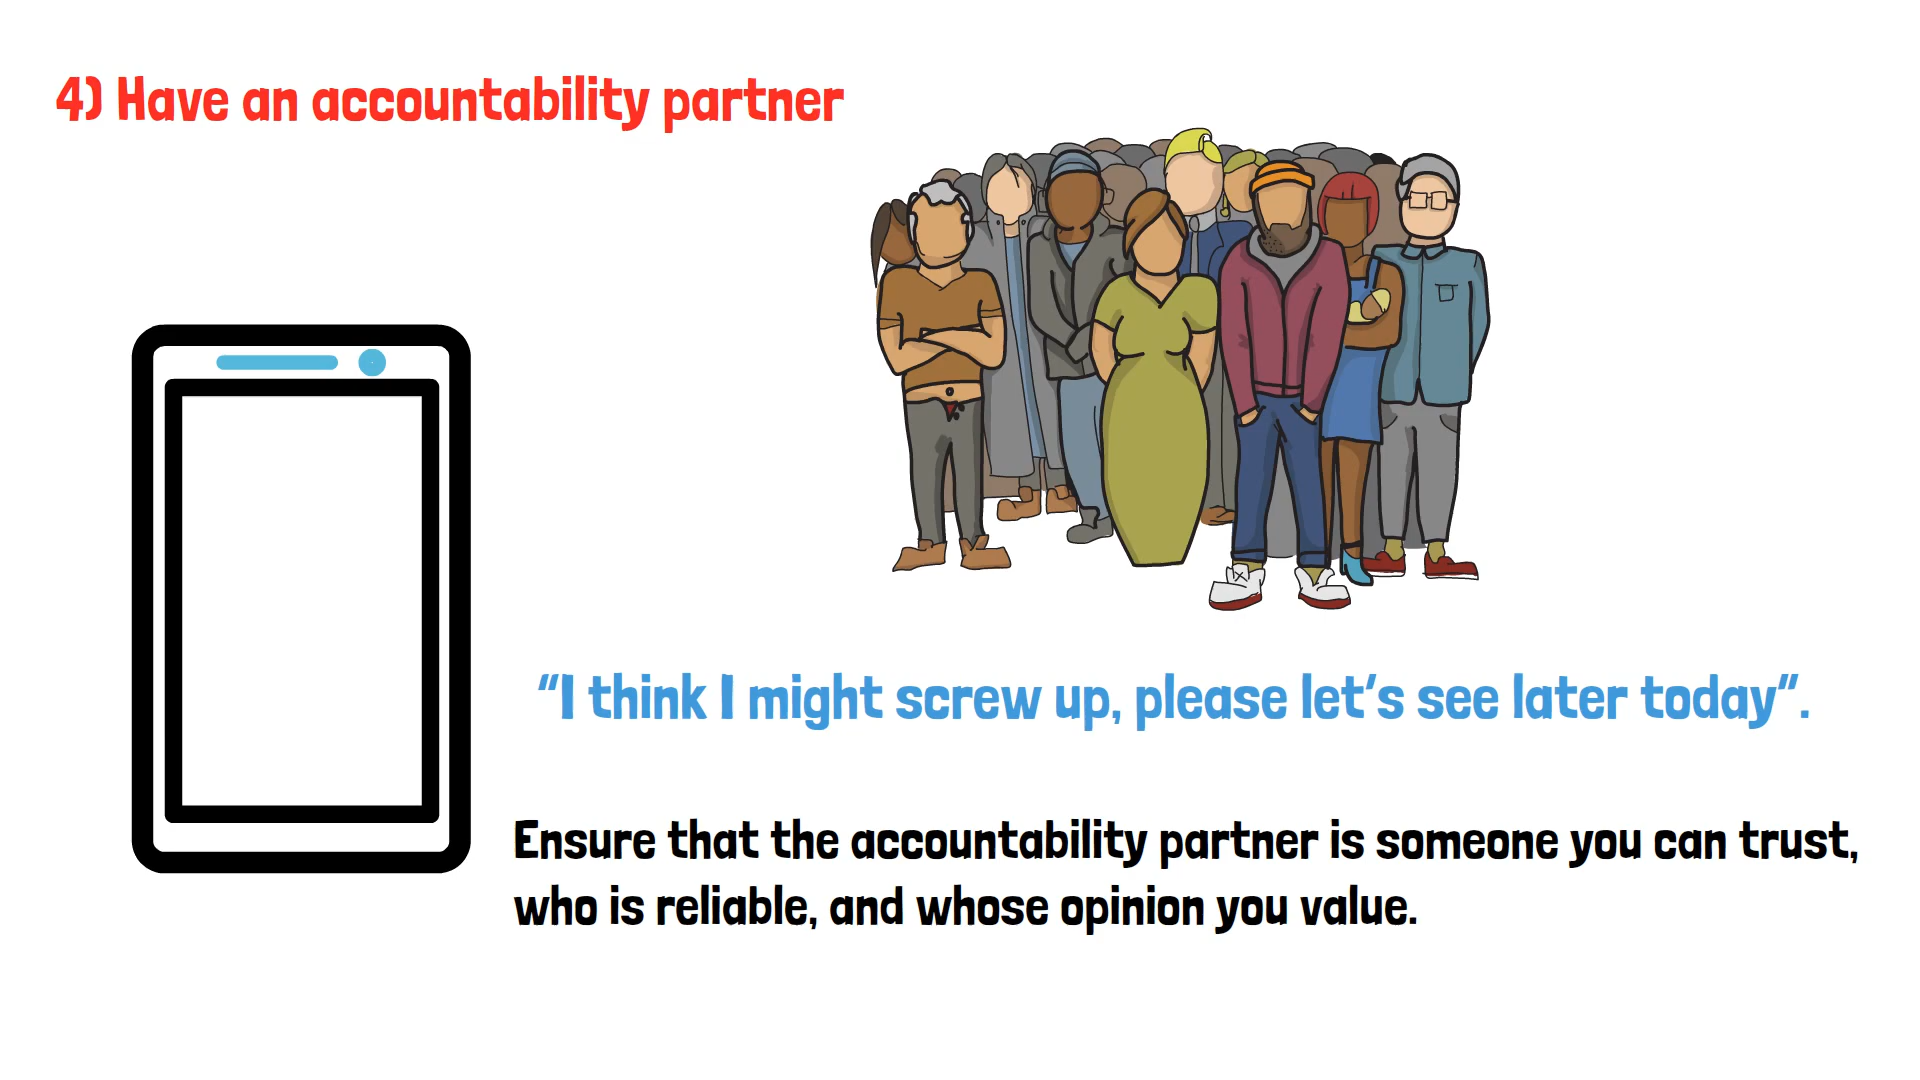 4) Have an accountability partner
“I think I might screw up, please let’s see later today”.
Ensure that the accountability partner is someone you can trust,
who is reliable, and whose opinion you value.